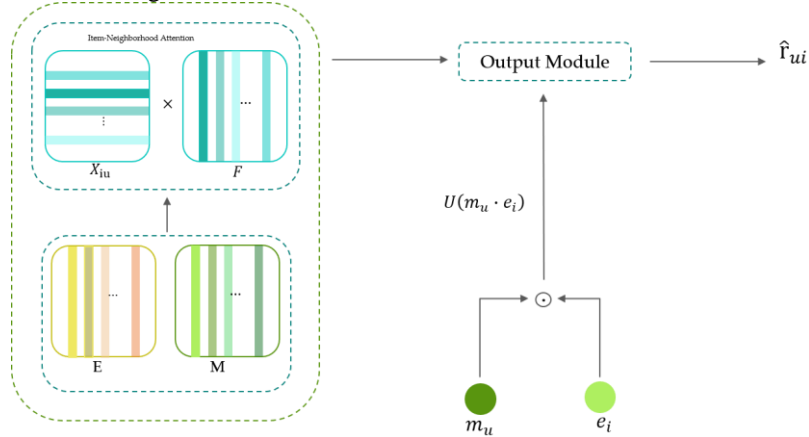 Item-Neighborhood Attention
×
...
⋮
X_iu
F
...
E
...
M
Output Module
r̂_ui
U(m_u · e_i)
⊙
m_u
e_i